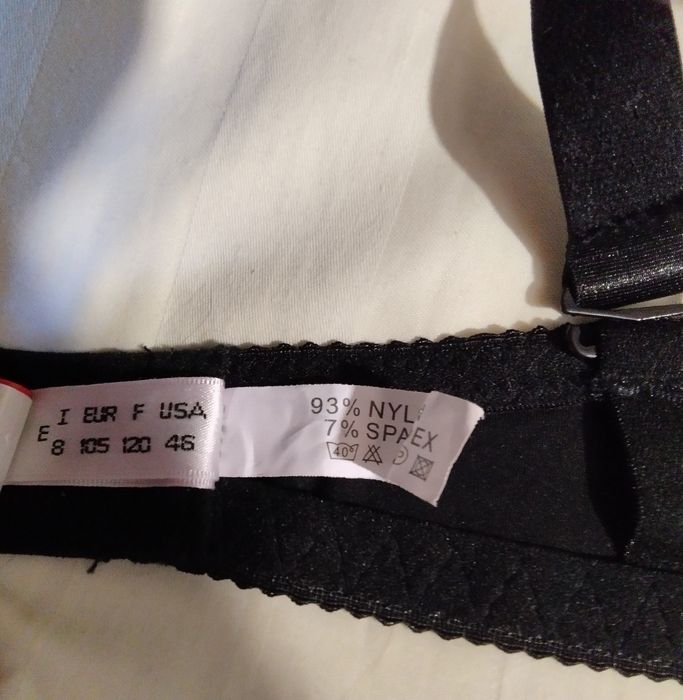 E
I EUR F USA
8 105 120 46
93% NYL
7% SPAEX
40°